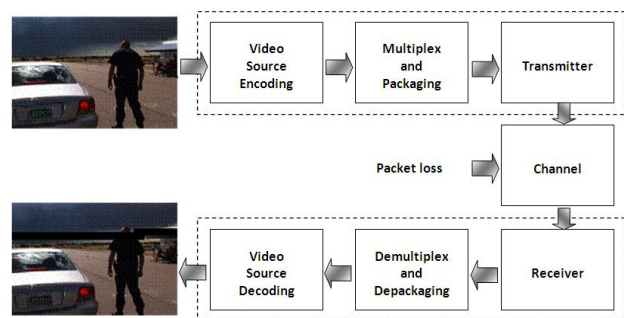 Video
Source
Encoding
Multiplex
and
Packaging
Transmitter
Packet loss
Channel
Video
Source
Decoding
Demultiplex
and
Depackaging
Receiver